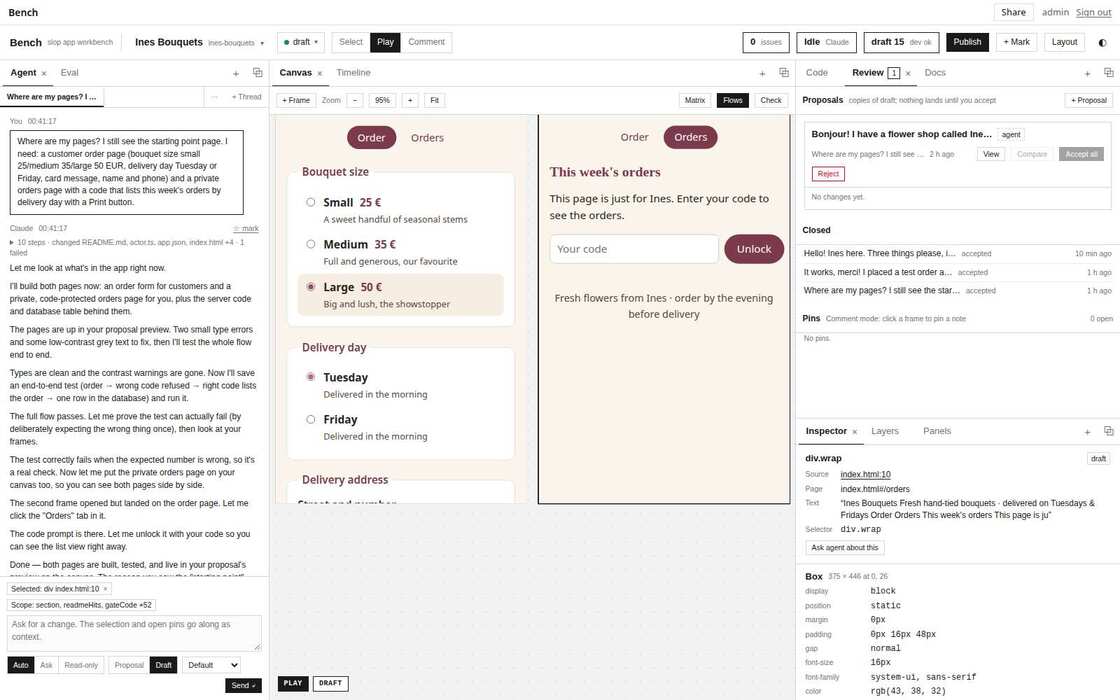 Bench
Share admin Sign out
Bench slop app workbench Ines Bouquets ines-bouquets ▾ draft ▾ Select Play Comment 0 issues Idle Claude draft 15 dev ok Publish + Mark Layout
Agent × Eval +
Where are my pages? I … ··· + Thread
You 00:41:17
Where are my pages? I still see the starting point page. I
need: a customer order page (bouquet size small
25/medium 35/large 50 EUR, delivery day Tuesday or
Friday, card message, name and phone) and a private
orders page with a code that lists this week's orders by
delivery day with a Print button.
Claude 00:41:17 ☆ mark
▸ 10 steps · changed README.md, actor.ts, app.json, index.html +4 · 1
failed
Let me look at what's in the app right now.
I'll build both pages now: an order form for customers and a
private, code-protected orders page for you, plus the server code
and database table behind them.
The pages are up in your proposal preview. Two small type errors
and some low-contrast grey text to fix, then I'll test the whole flow
end to end.
Types are clean and the contrast warnings are gone. Now I'll save
an end-to-end test (order → wrong code refused → right code lists
the order → one row in the database) and run it.
The full flow passes. Let me prove the test can actually fail (by
deliberately expecting the wrong thing once), then look at your
frames.
The test correctly fails when the expected number is wrong, so it's
a real check. Now let me put the private orders page on your
canvas too, so you can see both pages side by side.
The second frame opened but landed on the order page. Let me
click the "Orders" tab in it.
The code prompt is there. Let me unlock it with your code so you
can see the list view right away.
Done — both pages are built, tested, and live in your proposal's
Selected: div index.html:10 ×
Scope: section, readmeHits, gateCode +52
Ask for a change. The selection and open pins go along as
context.
Auto Ask Read-only Proposal Draft Default
Send
Canvas × Timeline +
+ Frame Zoom − 95% + Fit Matrix Flows Check
Order Orders
Bouquet size
Small 25 €
A sweet handful of seasonal stems
Medium 35 €
Full and generous, our favourite
Large 50 €
Big and lush, the showstopper
Delivery day
Tuesday
Delivered in the morning
Friday
Delivered in the morning
Delivery address
Street and number
Order Orders
This week's orders
This page is just for Ines. Enter your code to
see the orders.
Your code Unlock
Fresh flowers from Ines · order by the evening
before delivery
PLAY DRAFT
Code Review 1 × Docs +
Proposals copies of draft; nothing lands until you accept + Proposal
Bonjour! I have a flower shop called Ine… agent
Where are my pages? I still see … 2 h ago View Compare Accept all
Reject
No changes yet.
Closed
Hello! Ines here. Three things please, i… accepted 10 min ago
It works, merci! I placed a test order a… accepted 1 h ago
Where are my pages? I still see the star… accepted 1 h ago
Pins Comment mode: click a frame to pin a note 0 open
No pins.
Inspector × Layers Panels +
div.wrap draft
Source index.html:10
Page index.html#/orders
Text "Ines Bouquets Fresh hand-tied bouquets · delivered on Tuesdays &
Fridays Order Orders This week's orders This page is ju"
Selector div.wrap
Ask agent about this
Box 375 × 446 at 0, 26
display block
position static
margin 0px
padding 0px 16px 48px
gap normal
font-size 16px
font-family system-ui, sans-serif
color rgb(43, 38, 32)